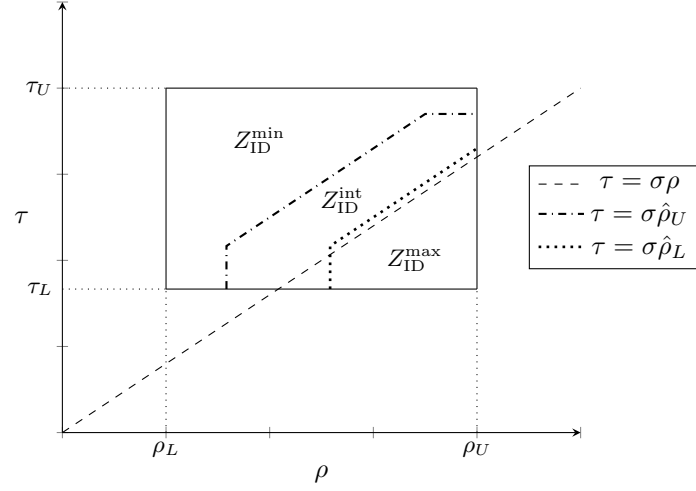 τ_U
Z_ID^min
τ = σρ
τ = σρ̂_U
τ = σρ̂_L
Z_ID^int
τ
Z_ID^max
τ_L
ρ_L
ρ_U
ρ